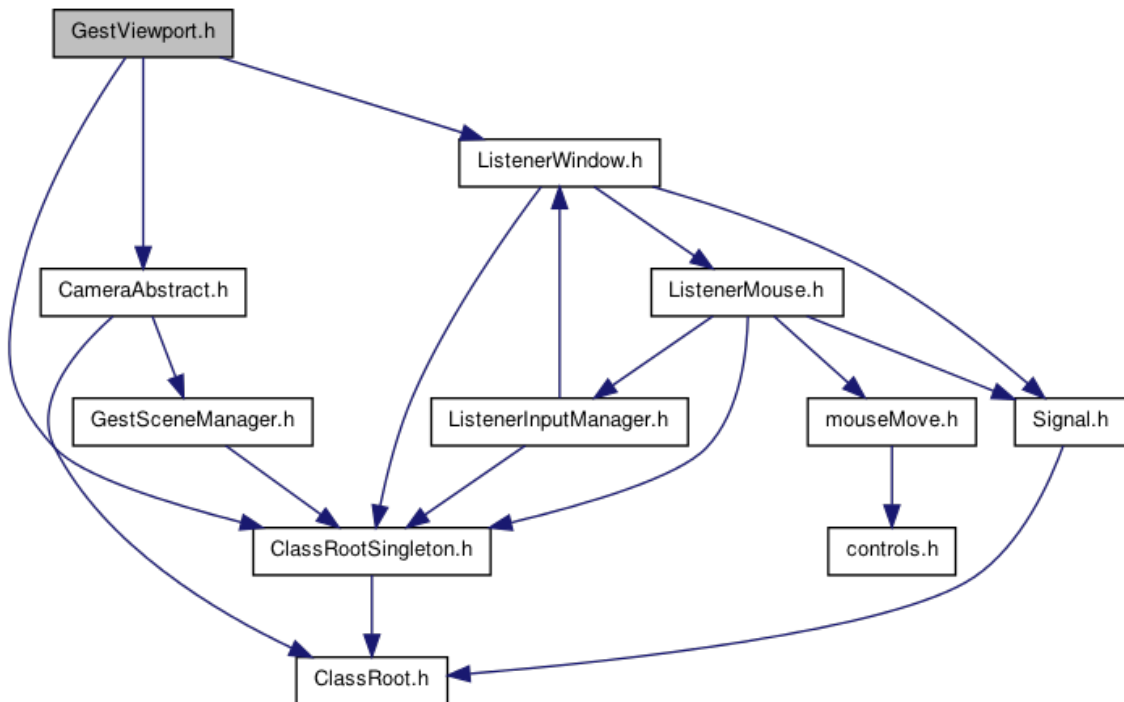 GestViewport.h
ListenerWindow.h
CameraAbstract.h
ListenerMouse.h
GestSceneManager.h
ListenerInputManager.h
mouseMove.h
Signal.h
ClassRootSingleton.h
controls.h
ClassRoot.h